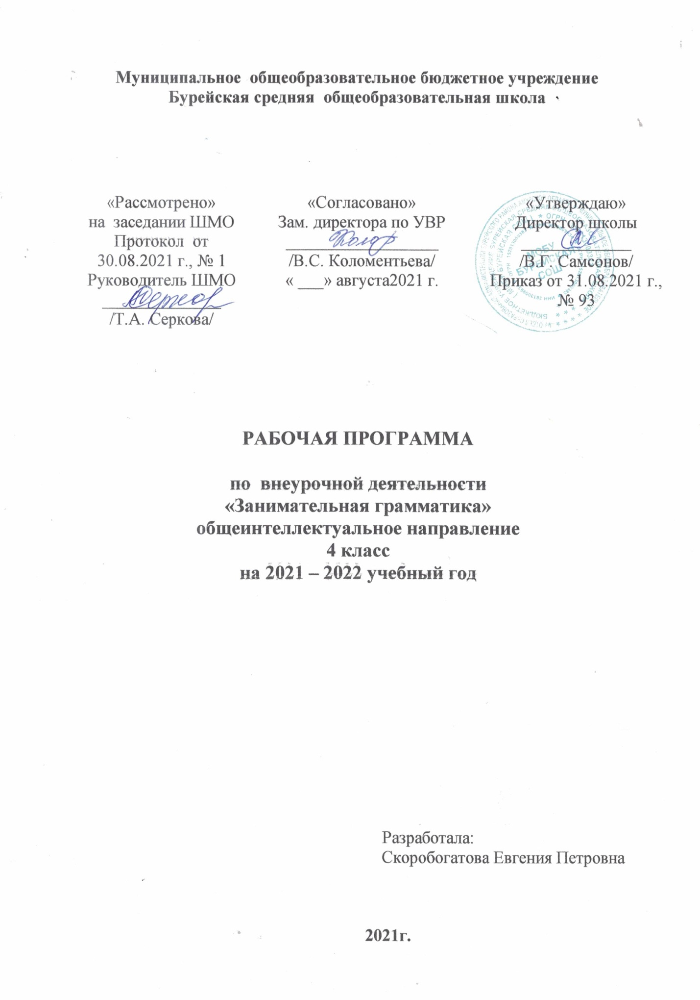 Муниципальное общеобразовательное бюджетное учреждение
Бурейская средняя общеобразовательная школа
«Рассмотрено»
на заседании ШМО
Протокол от
30.08.2021 г., № 1
Руководитель ШМО
/Т.А. Серкова/
«Согласовано»
Зам. директора по УВР
/В.С. Коломентьева/
« ___» августа2021 г.
«Утверждаю»
Директор школы
/В.Г. Самсонов/
Приказ от 31.08.2021 г.,
№ 93
МОБУ
БУРЕЙСКАЯ
СОШ
РАБОЧАЯ ПРОГРАММА
по внеурочной деятельности
«Занимательная грамматика»
общеинтеллектуальное направление
4 класс
на 2021 – 2022 учебный год
Разработала:
Скоробогатова Евгения Петровна
2021г.